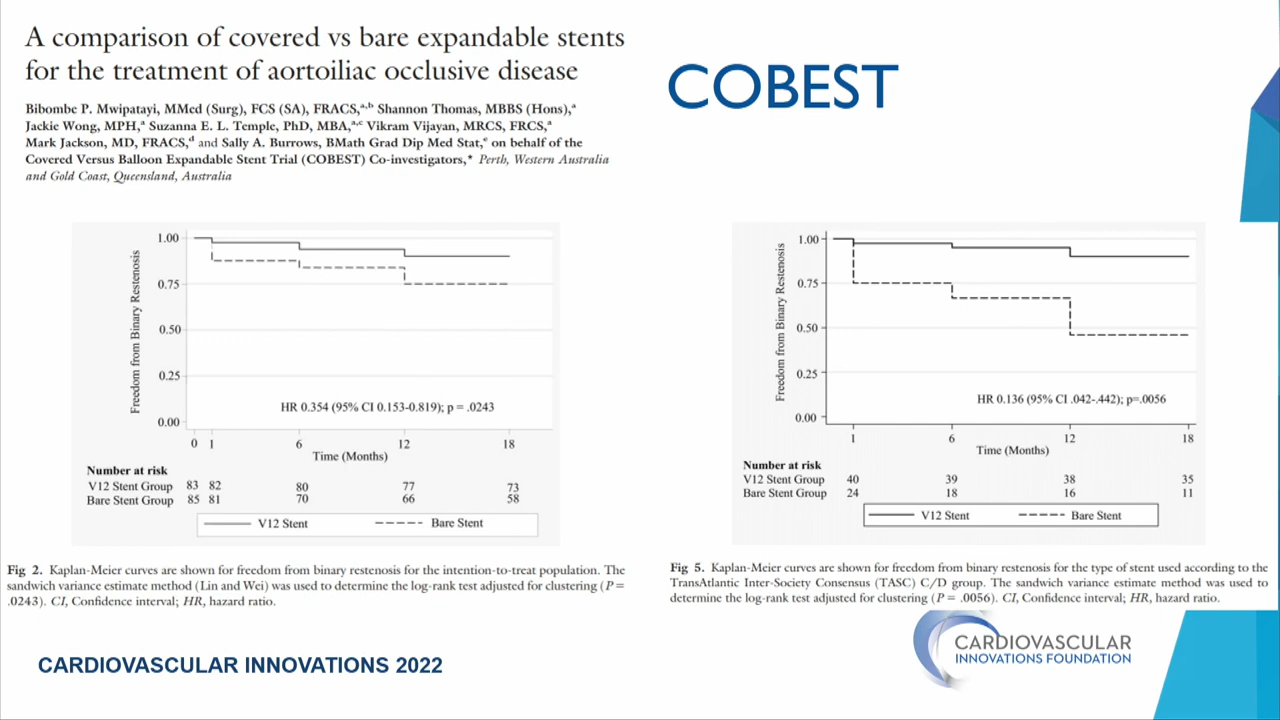 A comparison of covered vs bare expandable stents
for the treatment of aortoiliac occlusive disease
Bibombe P. Mwipatayi, MMed (Surg), FCS (SA), FRACS,a,b Shannon Thomas, MBBS (Hons),a
Jackie Wong, MPH,a Suzanna E. L. Temple, PhD, MBA,a,c Vikram Vijayan, MRCS, FRCS,a
Mark Jackson, MD, FRACS,d and Sally A. Burrows, BMath Grad Dip Med Stat,e on behalf of the
Covered Versus Balloon Expandable Stent Trial (COBEST) Co-investigators,* Perth, Western Australia
and Gold Coast, Queensland, Australia
COBEST
Freedom from Binary Restenosis
1.00
0.75
0.50
0.25
0.00
HR 0.354 (95% CI 0.153-0.819); p = .0243
0 1 6 12 18
Time (Months)
Number at risk
V12 Stent Group 83 82 80 77 73
Bare Stent Group 85 81 70 66 58
V12 Stent Bare Stent
Fig 2. Kaplan-Meier curves are shown for freedom from binary restenosis for the intention-to-treat population. The
sandwich variance estimate method (Lin and Wei) was used to determine the log-rank test adjusted for clustering (P =
.0243). CI, Confidence interval; HR, hazard ratio.
Freedom from Binary Restenosis
1.00
0.75
0.50
0.25
0.00
HR 0.136 (95% CI .042-.442); p=.0056
1 6 12 18
Time (Months)
Number at risk
V12 Stent Group 40 39 38 35
Bare Stent Group 24 18 16 11
V12 Stent Bare Stent
Fig 5. Kaplan-Meier curves are shown for freedom from binary restenosis for the type of stent used according to the
TransAtlantic Inter-Society Consensus (TASC) C/D group. The sandwich variance estimate method was used to
determine the log-rank test adjusted for clustering (P = .0056). CI, Confidence interval; HR, hazard ratio.
CARDIOVASCULAR INNOVATIONS 2022
CARDIOVASCULAR
INNOVATIONS FOUNDATION